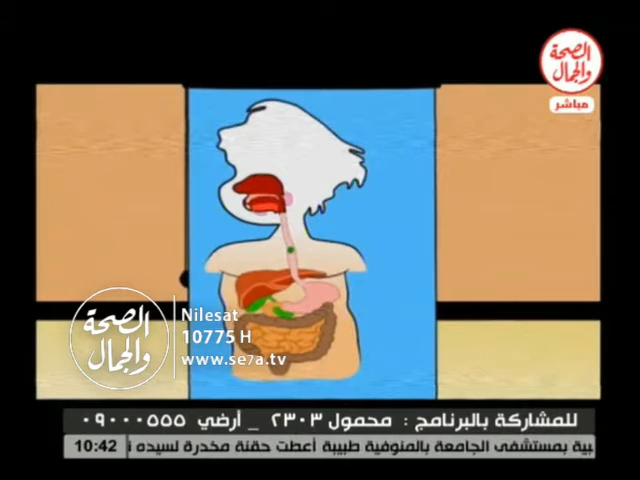 الصحة
والجمال
مباشر
الصحة
والجمال
Nilesat
10775 H
www.se7a.tv
للمشاركة بالبرنامج : محمول ٢٣٠٣ _ أرضي ٠٩٠٠٠٥٥٥
بية بمستشفى الجامعة بالمنوفية طبيبة أعطت حقنة مخدرة لسيده
10:42